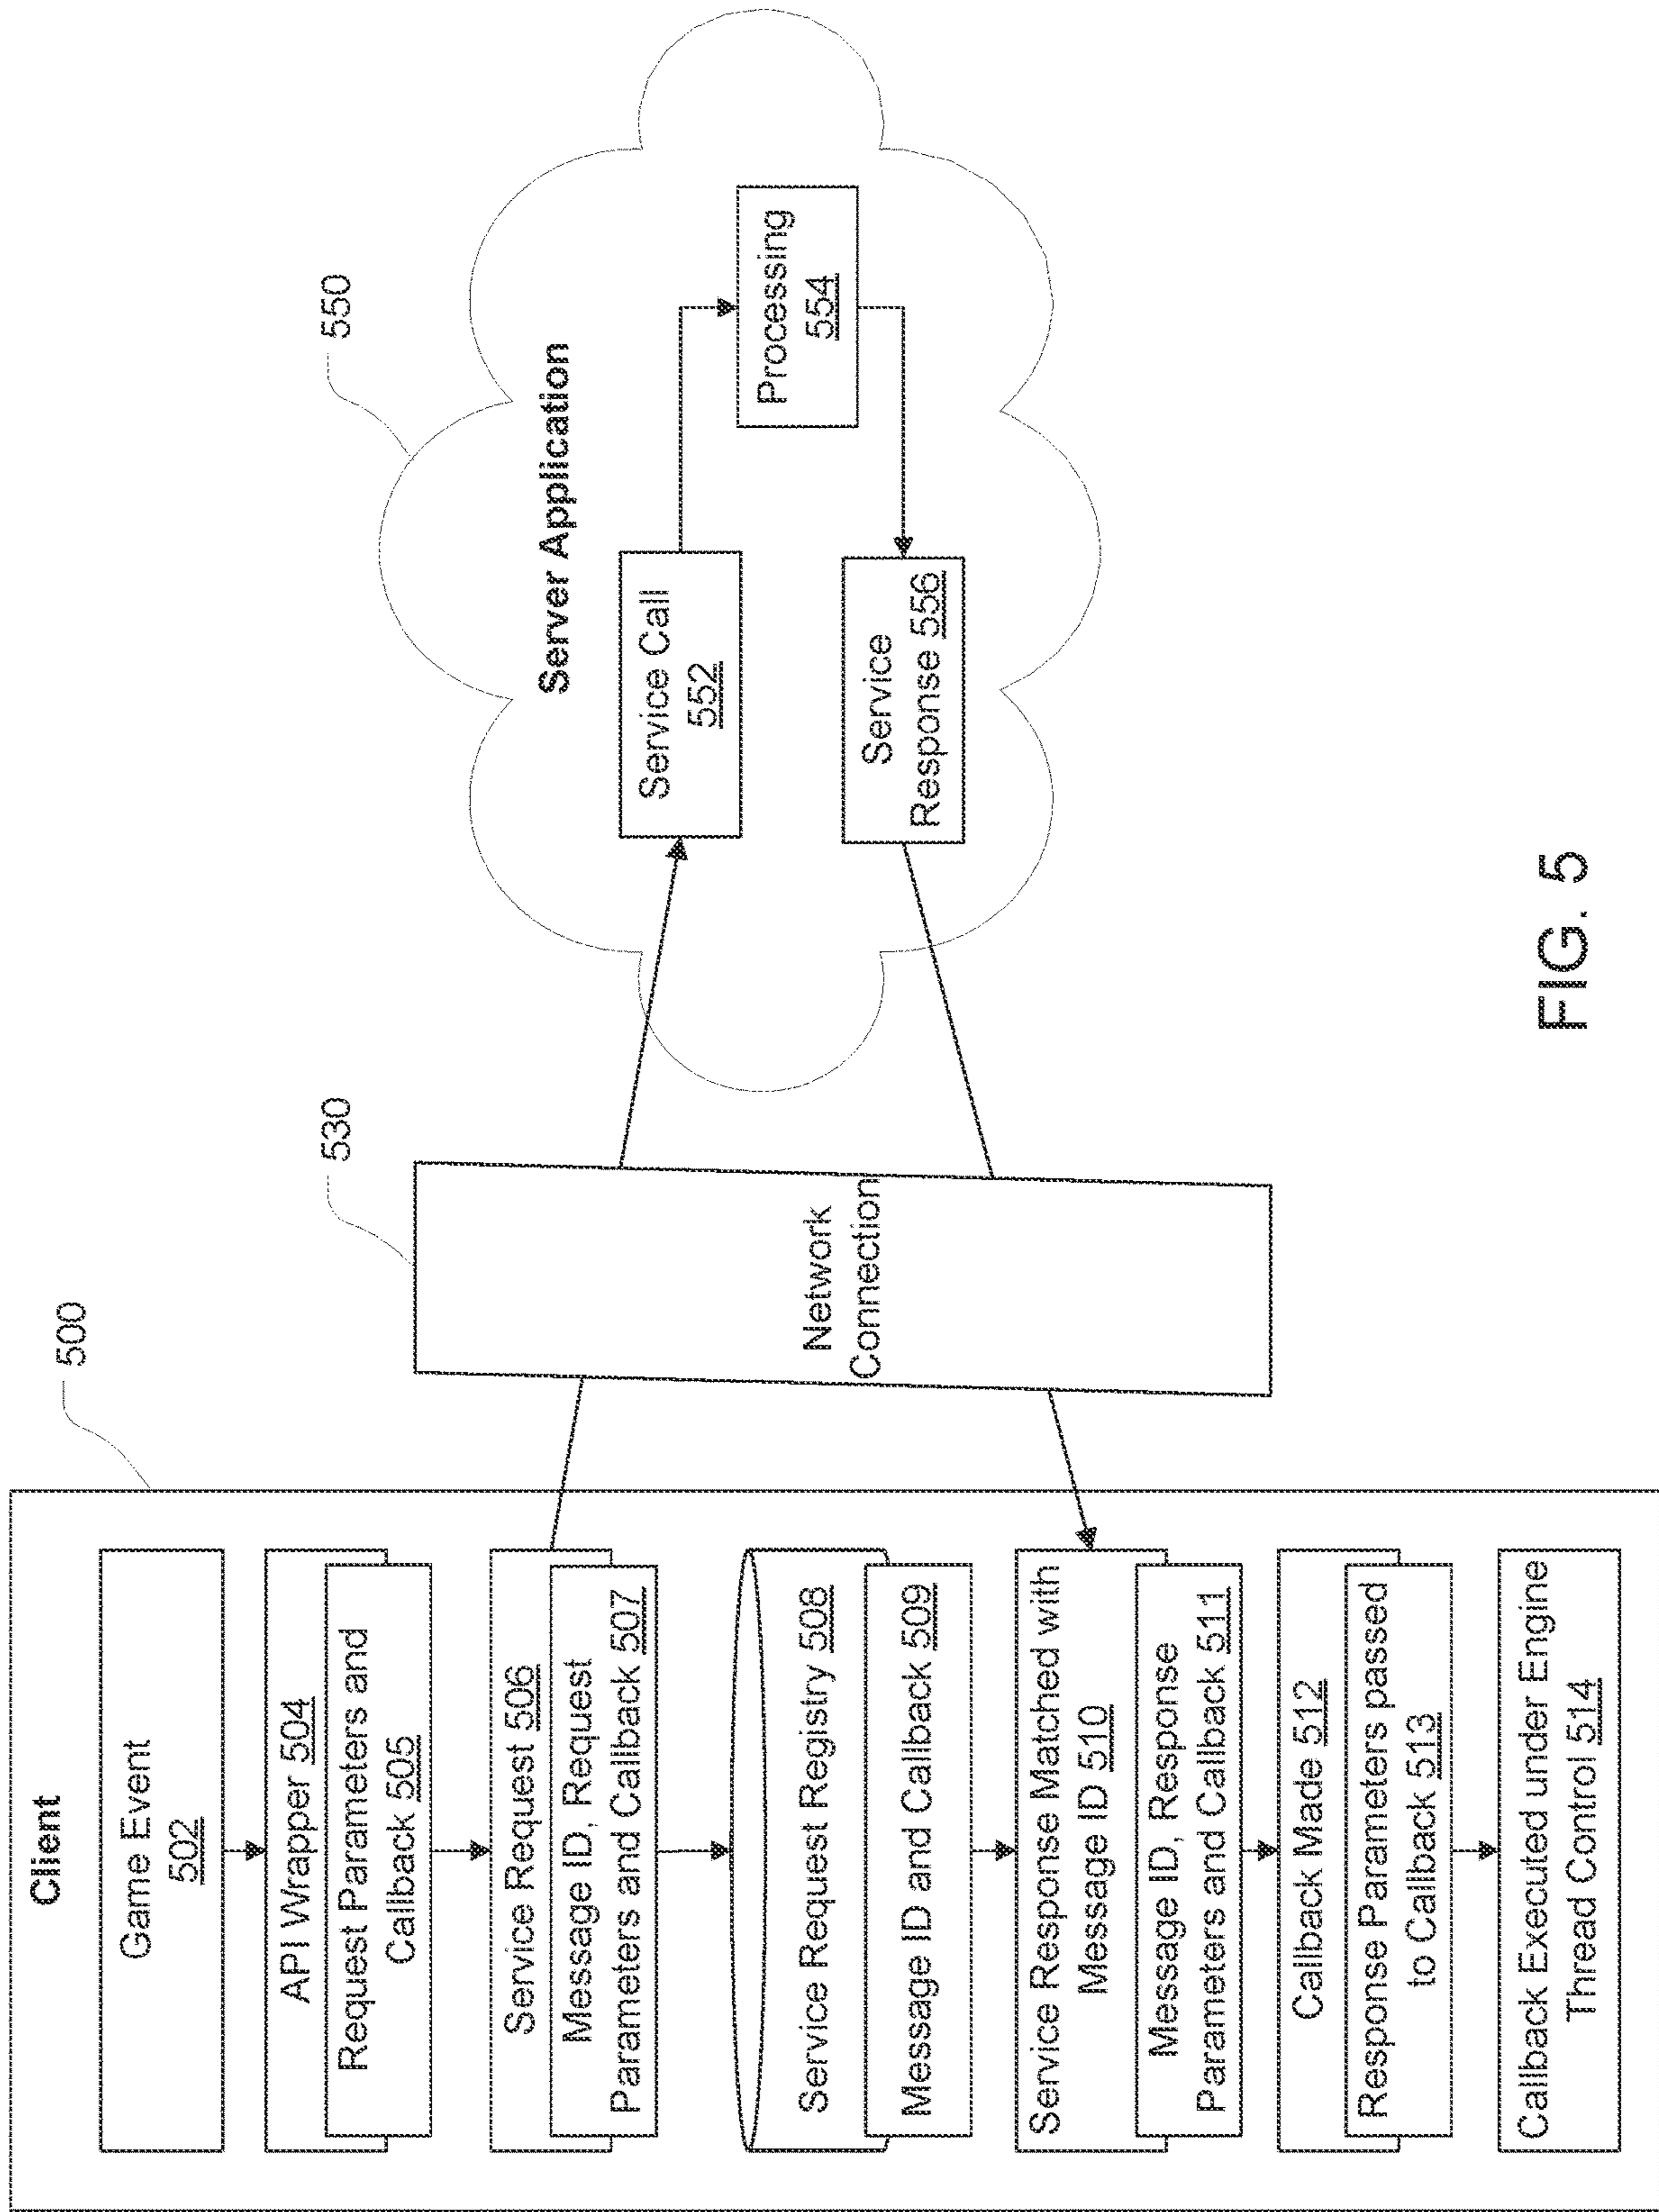 500
Client
Game Event
502
API Wrapper 504
Request Parameters and
Callback 505
Service Request 506
Message ID, Request
Parameters and Callback 507
Service Request Registry 508
Message ID and Callback 509
Service Response Matched with
Message ID 510
Message ID, Response
Parameters and Callback 511
Callback Made 512
Response Parameters passed
to Callback 513
Callback Executed under Engine
Thread Control 514
530
Network
Connection
550
Server Application
Service Call
552
Processing
554
Service
Response 556
FIG. 5